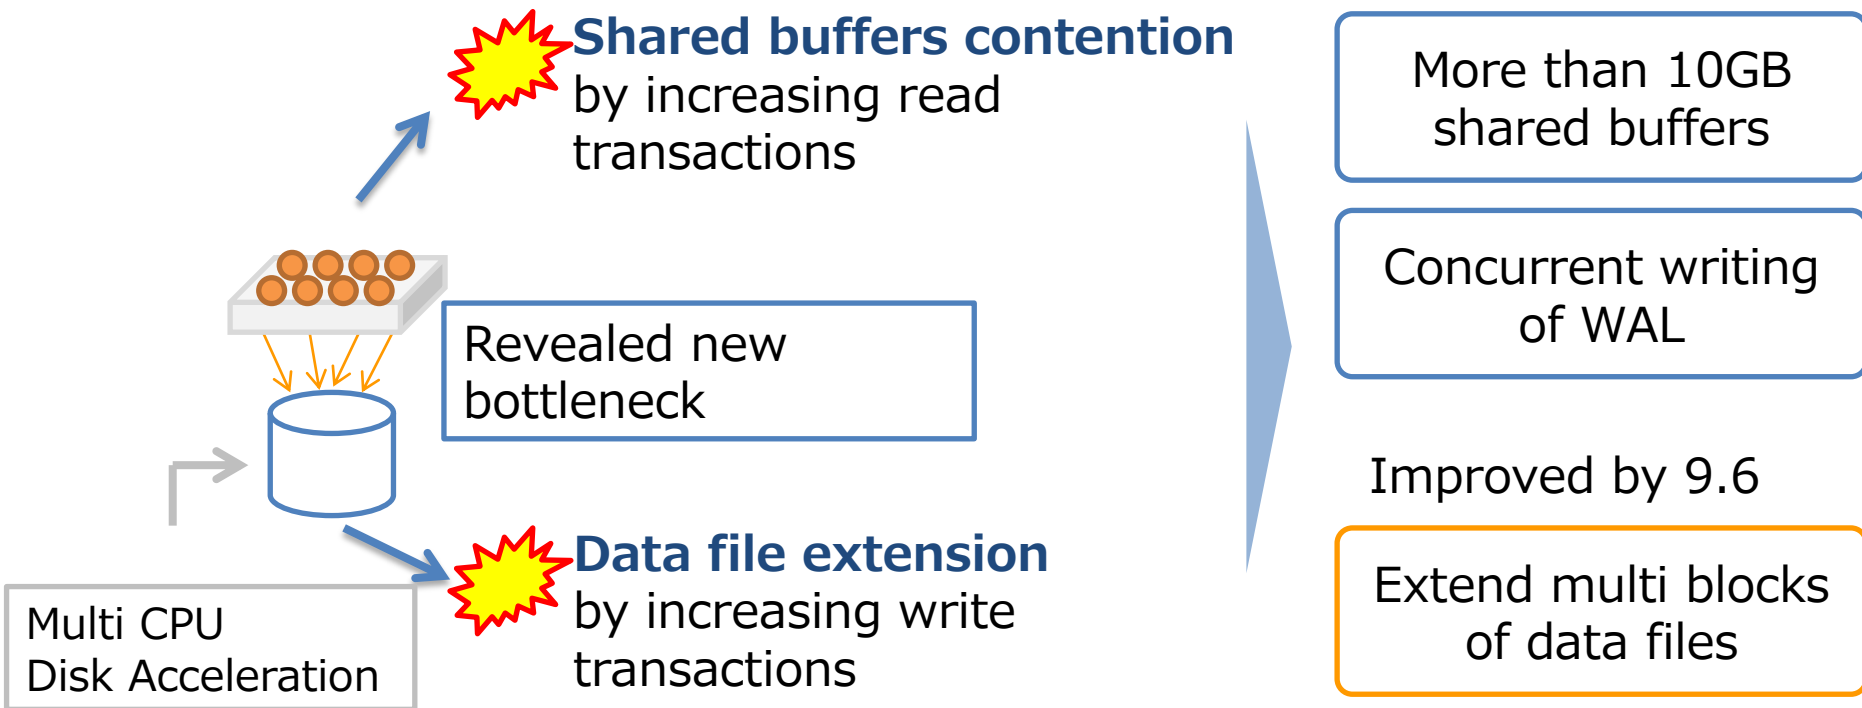 Shared buffers contention
by increasing read
transactions
Revealed new
bottleneck
Multi CPU
Disk Acceleration
Data file extension
by increasing write
transactions
More than 10GB
shared buffers
Concurrent writing
of WAL
Improved by 9.6
Extend multi blocks
of data files